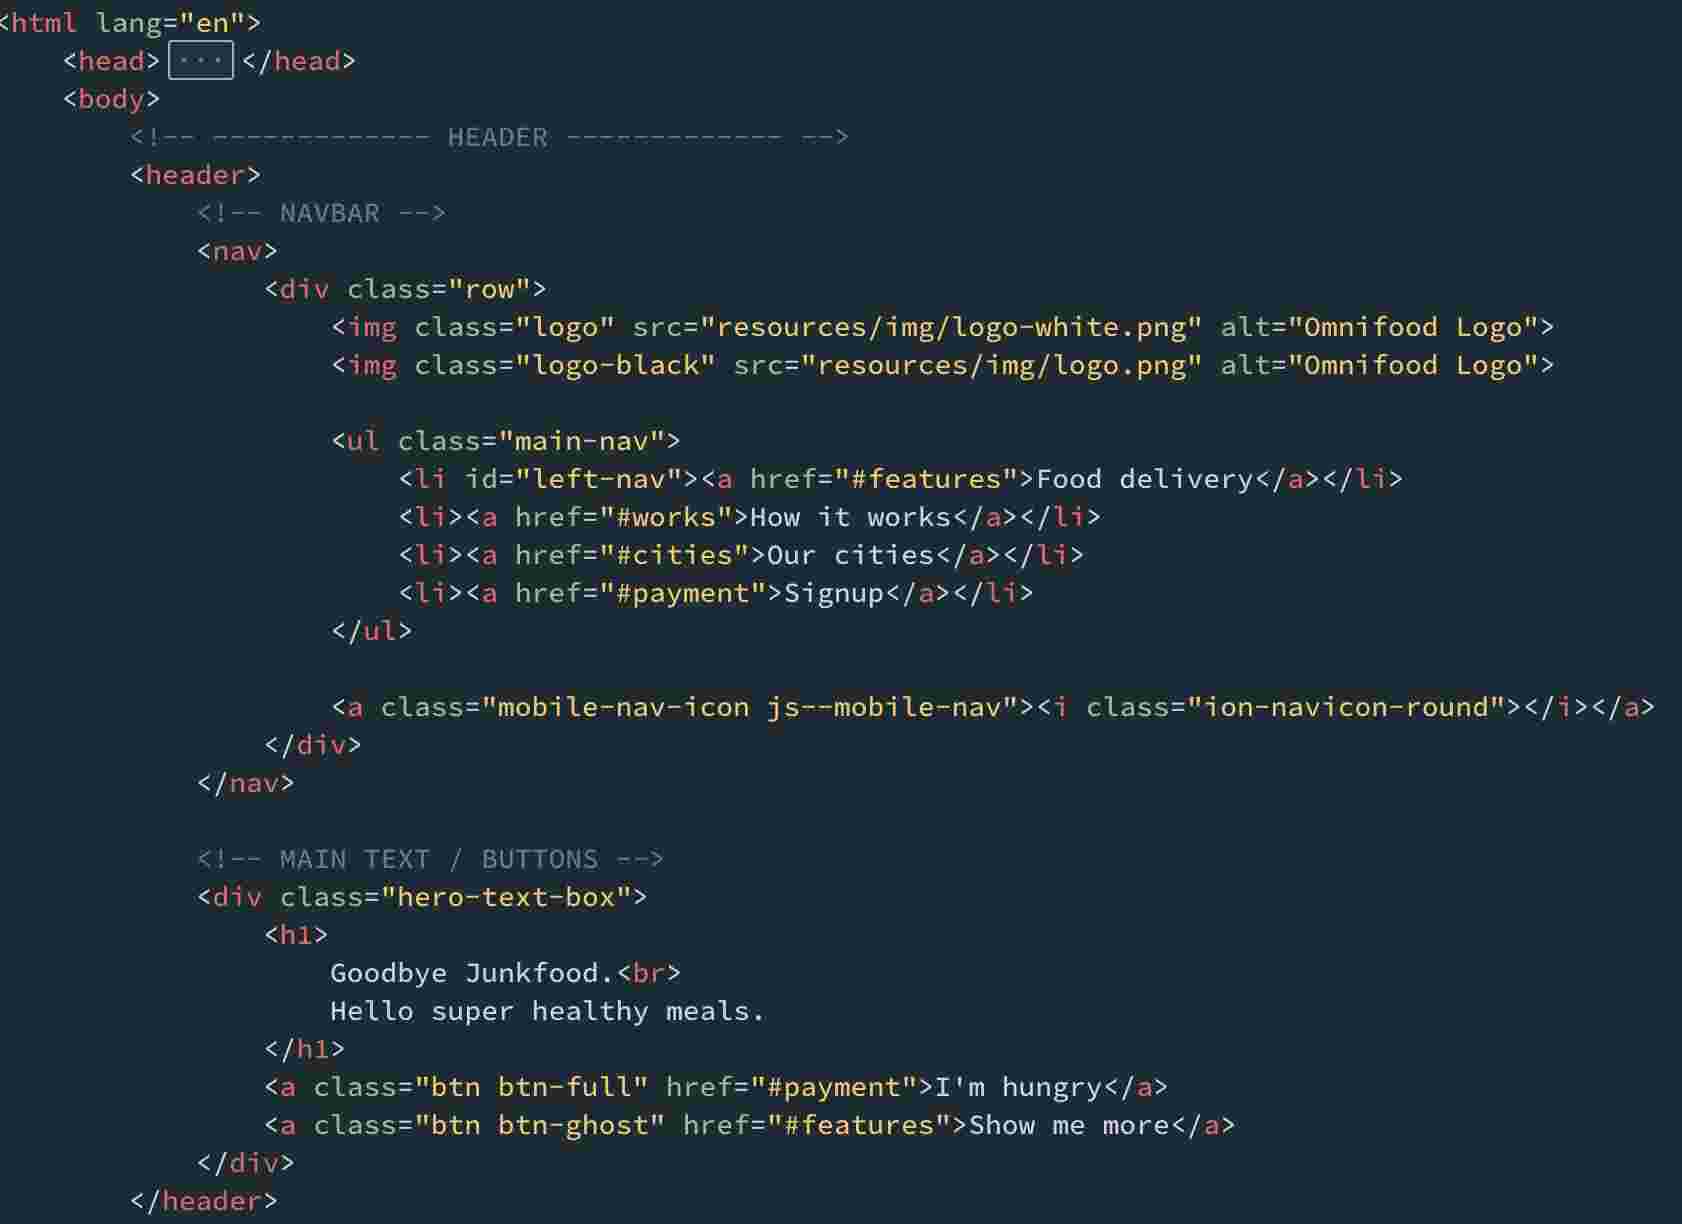 <html lang="en">
<head> ... </head>
<body>
<!-- ------------- HEADER ------------- -->
<header>
<!-- NAVBAR -->
<nav>
<div class="row">
<img class="logo" src="resources/img/logo-white.png" alt="Omnifood Logo">
<img class="logo-black" src="resources/img/logo.png" alt="Omnifood Logo">
<ul class="main-nav">
<li id="left-nav"><a href="#features">Food delivery</a></li>
<li><a href="#works">How it works</a></li>
<li><a href="#cities">Our cities</a></li>
<li><a href="#payment">Signup</a></li>
</ul>
<a class="mobile-nav-icon js--mobile-nav"><i class="ion-navicon-round"></i></a>
</div>
</nav>
<!-- MAIN TEXT / BUTTONS -->
<div class="hero-text-box">
<h1>
Goodbye Junkfood.<br>
Hello super healthy meals.
</h1>
<a class="btn btn-full" href="#payment">I'm hungry</a>
<a class="btn btn-ghost" href="#features">Show me more</a>
</div>
</header>